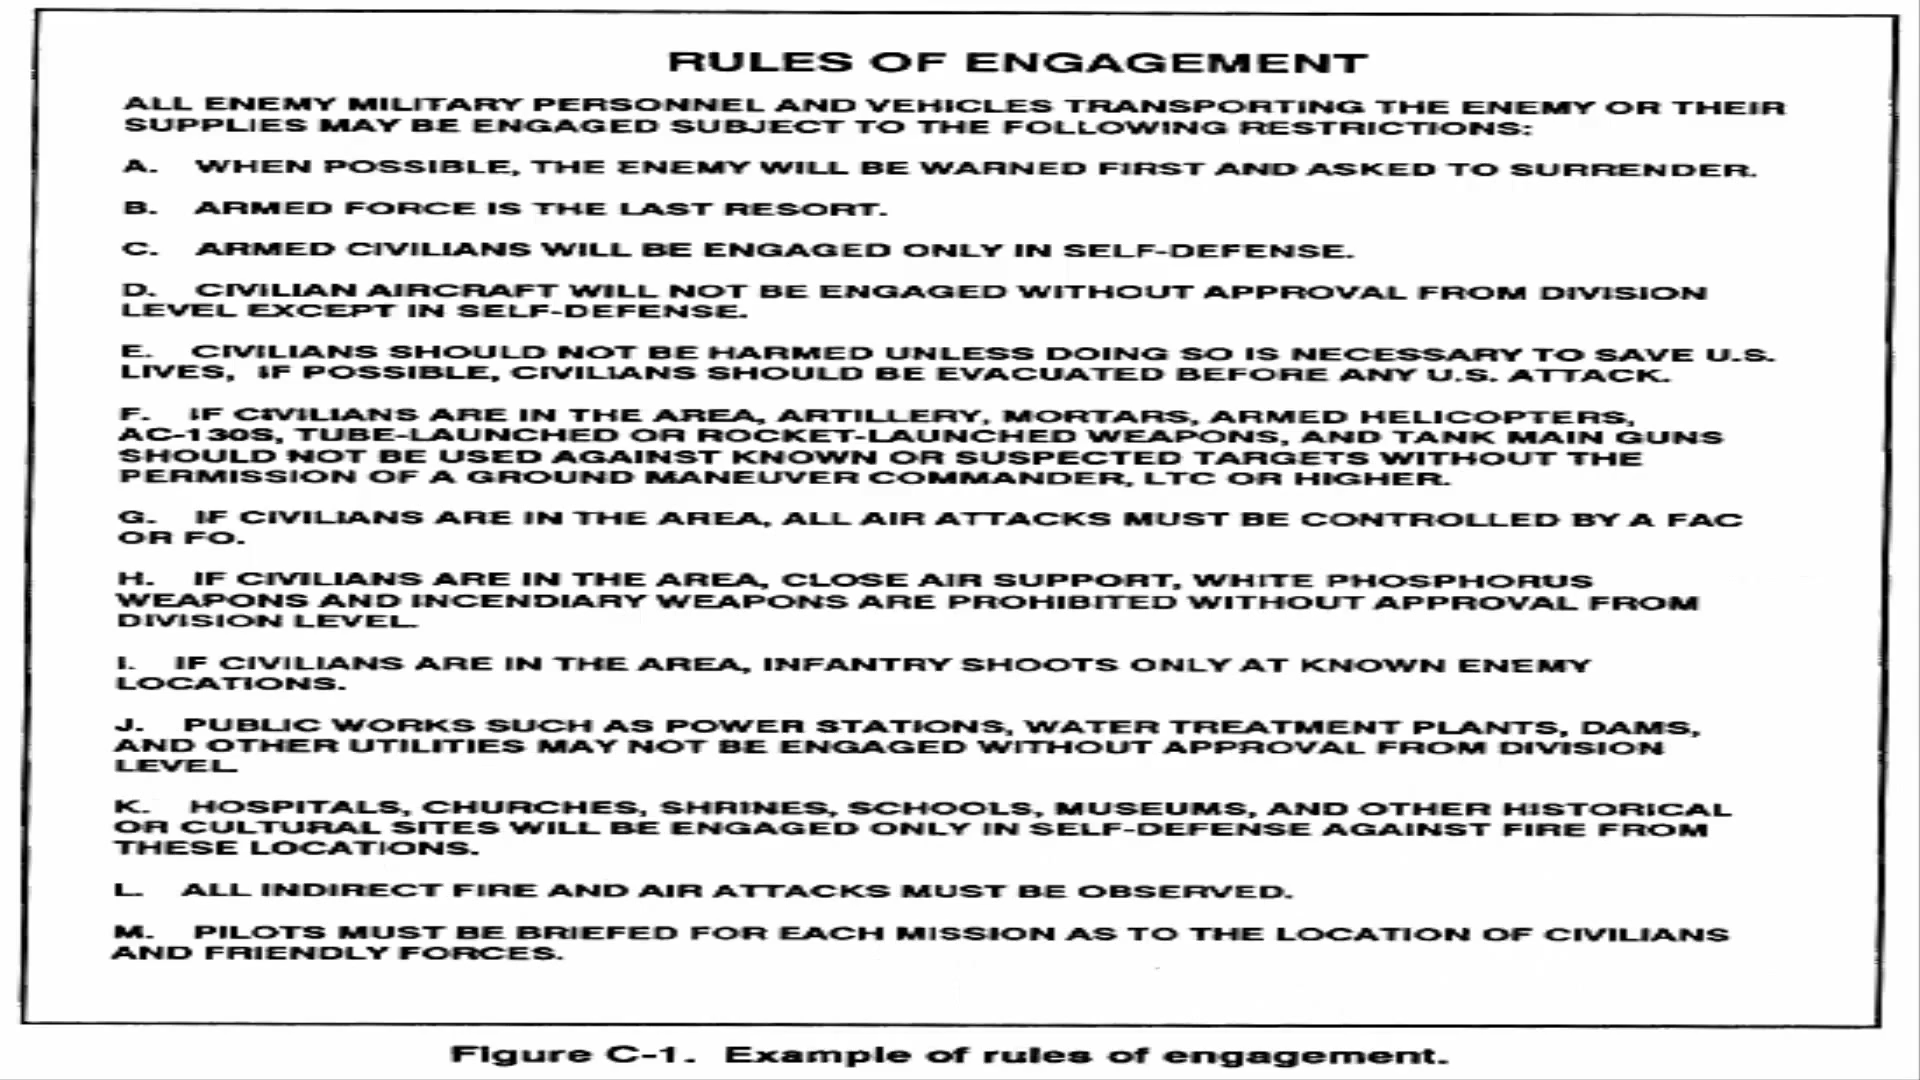 RULES OF ENGAGEMENT
ALL ENEMY MILITARY PERSONNEL AND VEHICLES TRANSPORTING THE ENEMY OR THEIR
SUPPLIES MAY BE ENGAGED SUBJECT TO THE FOLLOWING RESTRICTIONS:
A. WHEN POSSIBLE, THE ENEMY WILL BE WARNED FIRST AND ASKED TO SURRENDER.
B. ARMED FORCE IS THE LAST RESORT.
C. ARMED CIVILIANS WILL BE ENGAGED ONLY IN SELF-DEFENSE.
D. CIVILIAN AIRCRAFT WILL NOT BE ENGAGED WITHOUT APPROVAL FROM DIVISION
LEVEL EXCEPT IN SELF-DEFENSE.
E. CIVILIANS SHOULD NOT BE HARMED UNLESS DOING SO IS NECESSARY TO SAVE U.S.
LIVES, IF POSSIBLE, CIVILIANS SHOULD BE EVACUATED BEFORE ANY U.S. ATTACK.
F. IF CIVILIANS ARE IN THE AREA, ARTILLERY, MORTARS, ARMED HELICOPTERS,
AC-130S, TUBE-LAUNCHED OR ROCKET-LAUNCHED WEAPONS, AND TANK MAIN GUNS
SHOULD NOT BE USED AGAINST KNOWN OR SUSPECTED TARGETS WITHOUT THE
PERMISSION OF A GROUND MANEUVER COMMANDER, LTC OR HIGHER.
G. IF CIVILIANS ARE IN THE AREA, ALL AIR ATTACKS MUST BE CONTROLLED BY A FAC
OR FO.
H. IF CIVILIANS ARE IN THE AREA, CLOSE AIR SUPPORT, WHITE PHOSPHORUS
WEAPONS AND INCENDIARY WEAPONS ARE PROHIBITED WITHOUT APPROVAL FROM
DIVISION LEVEL.
I. IF CIVILIANS ARE IN THE AREA, INFANTRY SHOOTS ONLY AT KNOWN ENEMY
LOCATIONS.
J. PUBLIC WORKS SUCH AS POWER STATIONS, WATER TREATMENT PLANTS, DAMS,
AND OTHER UTILITIES MAY NOT BE ENGAGED WITHOUT APPROVAL FROM DIVISION
LEVEL.
K. HOSPITALS, CHURCHES, SHRINES, SCHOOLS, MUSEUMS, AND OTHER HISTORICAL
OR CULTURAL SITES WILL BE ENGAGED ONLY IN SELF-DEFENSE AGAINST FIRE FROM
THESE LOCATIONS.
L. ALL INDIRECT FIRE AND AIR ATTACKS MUST BE OBSERVED.
M. PILOTS MUST BE BRIEFED FOR EACH MISSION AS TO THE LOCATION OF CIVILIANS
AND FRIENDLY FORCES.
Figure C-1. Example of rules of engagement.